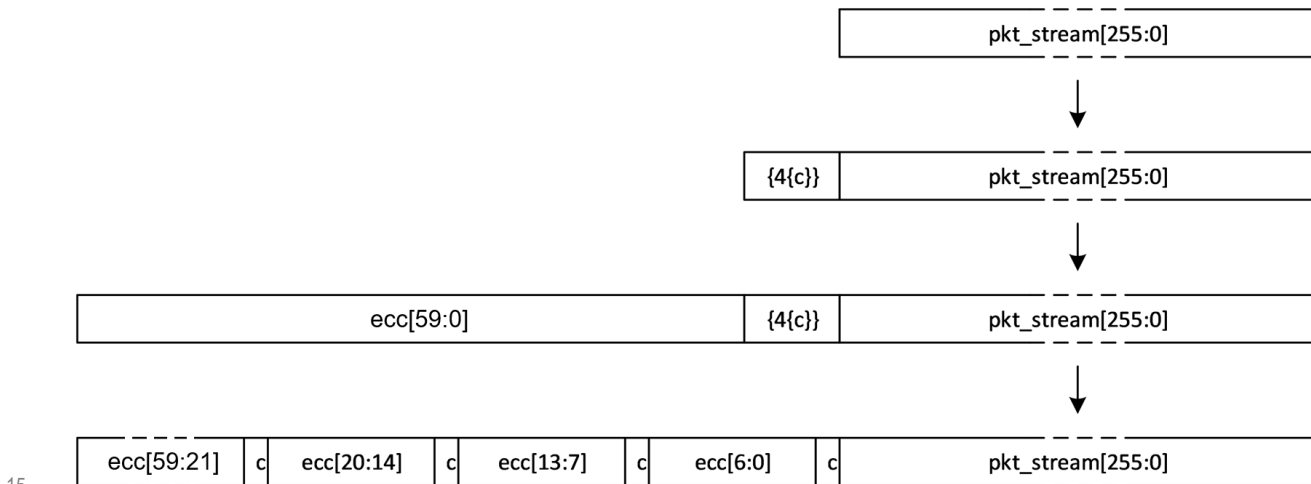 pkt_stream[255:0]
{4{c}} pkt_stream[255:0]
ecc[59:0] {4{c}} pkt_stream[255:0]
ecc[59:21] c ecc[20:14] c ecc[13:7] c ecc[6:0] c pkt_stream[255:0]
15